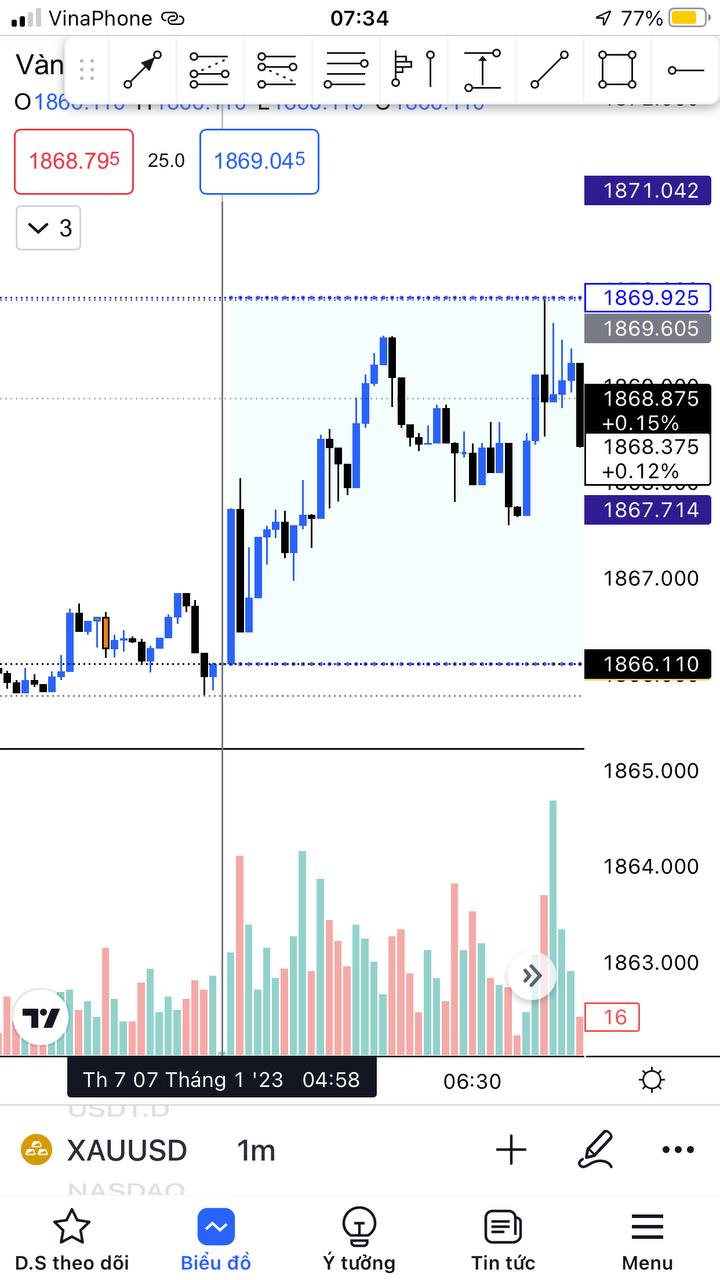 VinaPhone 07:34 77%
Vàn
1868.795 25.0 1869.045
3
1871.042
1869.925
1869.605
1868.875
+0.15%
1868.375
+0.12%
1867.714
1867.000
1866.110
1865.000
1864.000
1863.000
16
Th 7 07 Tháng 1 '23 04:58 06:30
USDT.D
XAUUSD 1m
NASDAQ
D.S theo dõi Biểu đồ Ý tưởng Tin tức Menu